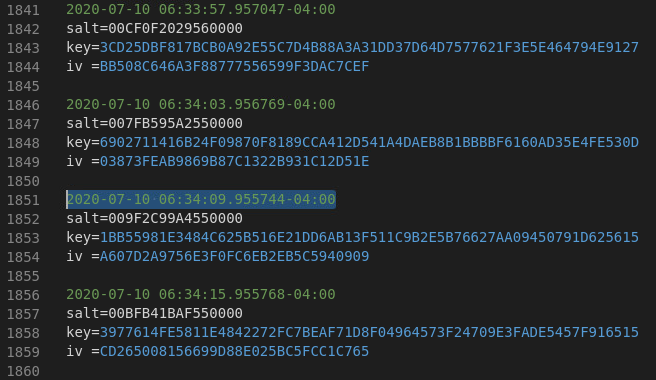 1841 2020-07-10 06:33:57.957047-04:00
1842 salt=00CF0F2029560000
1843 key=3CD25DBF817BCB0A92E55C7D4B88A3A31DD37D64D7577621F3E5E464794E9127
1844 iv =BB508C646A3F88777556599F3DAC7CEF
1845
1846 2020-07-10 06:34:03.956769-04:00
1847 salt=007FB595A2550000
1848 key=6902711416B24F09870F8189CCA412D541A4DAEB8B1BBBBF6160AD35E4FE530D
1849 iv =03873FEAB9869B87C1322B931C12D51E
1850
1851 2020-07-10 06:34:09.955744-04:00
1852 salt=009F2C99A4550000
1853 key=1BB55981E3484C625B516E21DD6AB13F511C9B2E5B76627AA09450791D625615
1854 iv =A607D2A9756E3F0FC6EB2EB5C5940909
1855
1856 2020-07-10 06:34:15.955768-04:00
1857 salt=00BFB41BAF550000
1858 key=3977614FE5811E4842272FC7BEAF71D8F04964573F24709E3FADE5457F916515
1859 iv =CD265008156699D88E025BC5FCC1C765
1860